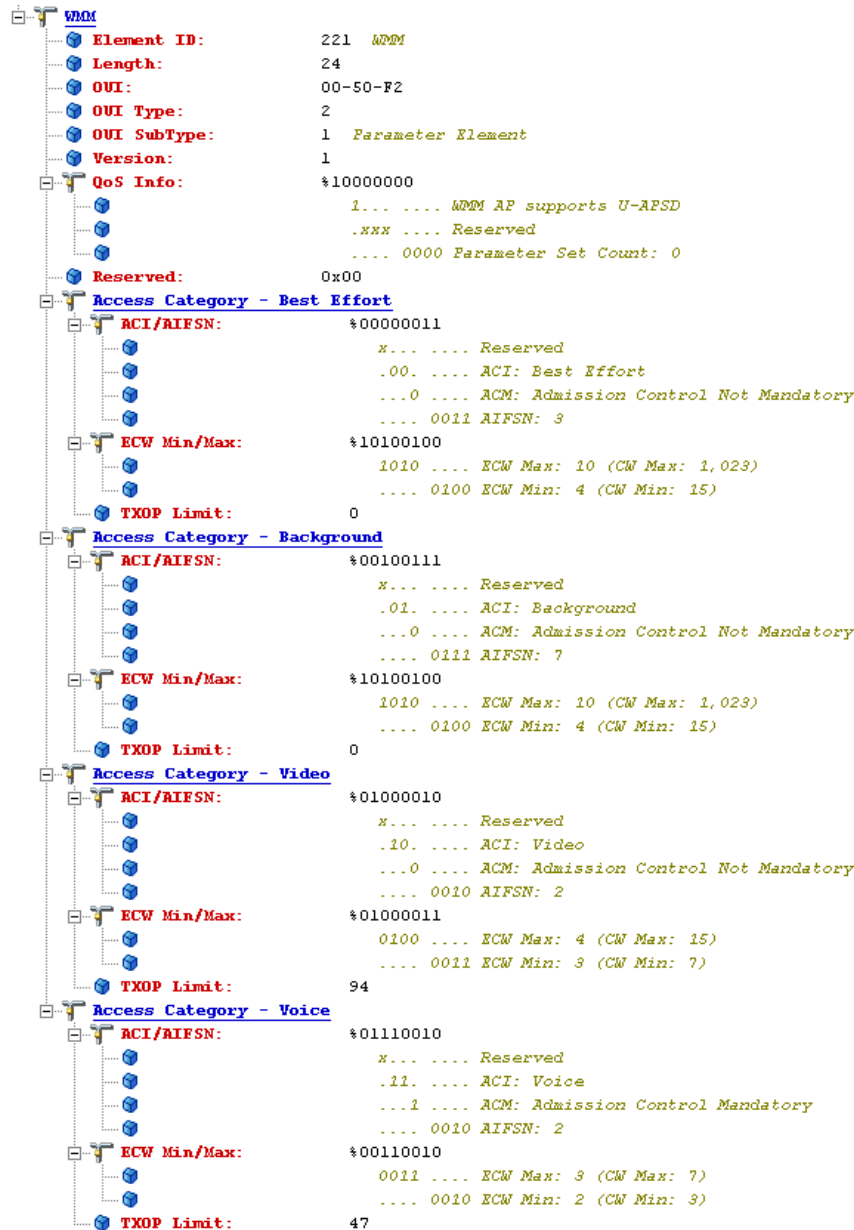 WMM
Element ID: 221 WMM
Length: 24
OUI: 00-50-F2
OUI Type: 2
OUI SubType: 1 Parameter Element
Version: 1
QoS Info: %10000000
1... .... WMM AP supports U-APSD
.xxx .... Reserved
.... 0000 Parameter Set Count: 0
Reserved: 0x00
Access Category - Best Effort
ACI/AIFSN: %00000011
x... .... Reserved
.00. .... ACI: Best Effort
...0 .... ACM: Admission Control Not Mandatory
.... 0011 AIFSN: 3
ECW Min/Max: %10100100
1010 .... ECW Max: 10 (CW Max: 1,023)
.... 0100 ECW Min: 4 (CW Min: 15)
TXOP Limit: 0
Access Category - Background
ACI/AIFSN: %00100111
x... .... Reserved
.01. .... ACI: Background
...0 .... ACM: Admission Control Not Mandatory
.... 0111 AIFSN: 7
ECW Min/Max: %10100100
1010 .... ECW Max: 10 (CW Max: 1,023)
.... 0100 ECW Min: 4 (CW Min: 15)
TXOP Limit: 0
Access Category - Video
ACI/AIFSN: %01000010
x... .... Reserved
.10. .... ACI: Video
...0 .... ACM: Admission Control Not Mandatory
.... 0010 AIFSN: 2
ECW Min/Max: %01000011
0100 .... ECW Max: 4 (CW Max: 15)
.... 0011 ECW Min: 3 (CW Min: 7)
TXOP Limit: 94
Access Category - Voice
ACI/AIFSN: %01110010
x... .... Reserved
.11. .... ACI: Voice
...1 .... ACM: Admission Control Mandatory
.... 0010 AIFSN: 2
ECW Min/Max: %00110010
0011 .... ECW Max: 3 (CW Max: 7)
.... 0010 ECW Min: 2 (CW Min: 3)
TXOP Limit: 47